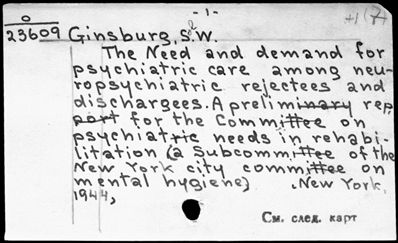 - 1 -
0
23609 Ginsburg, S.W.
The Need and demand for
psychiatric care among neu-
ropsychiatric rejectees and
dischargees. A preliminary rep
port for the Committee on
psychiatric needs in rehabi-
litation (a Subcommittee of the
New York city committee on
mental hygiene). New York,
1944,
См. след. карт